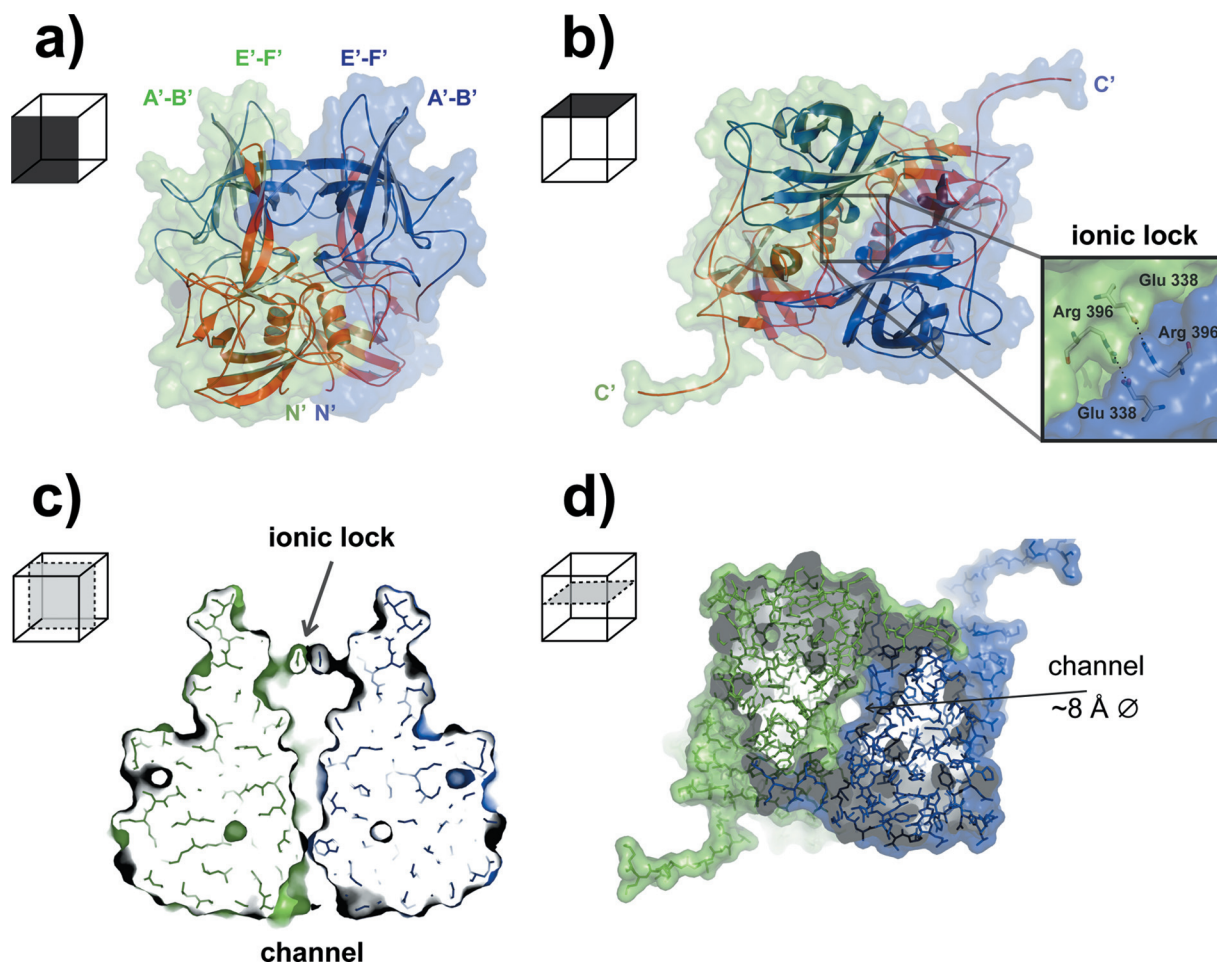 a)
E’-F’ E’-F’
A’-B’ A’-B’
N’ N’
b)
C’
C’
ionic lock
Glu 338
Arg 396
Arg 396
Glu 338
c)
ionic lock
channel
d)
channel
~8 Å Ø